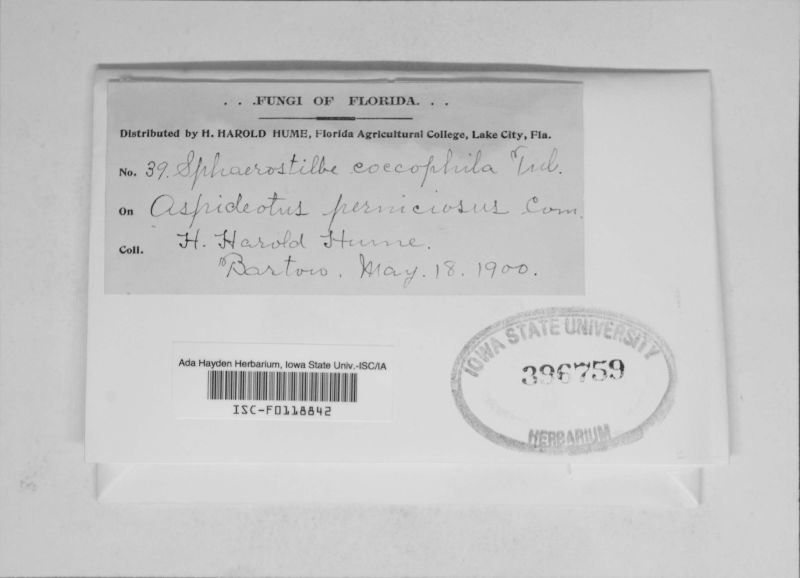 . . .FUNGI OF FLORIDA. . .
Distributed by H. HAROLD HUME, Florida Agricultural College, Lake City, Fla.
No. 39. Sphaerostilbe coccophila Tul.
On Aspideotus perniciosus Com.
Coll. H. Harold Hume.
Bartow. May. 18. 1900.
Ada Hayden Herbarium, Iowa State Univ.-ISC/IA
ISC-F0118842
IOWA STATE UNIVERSITY
396759
HERBARIUM